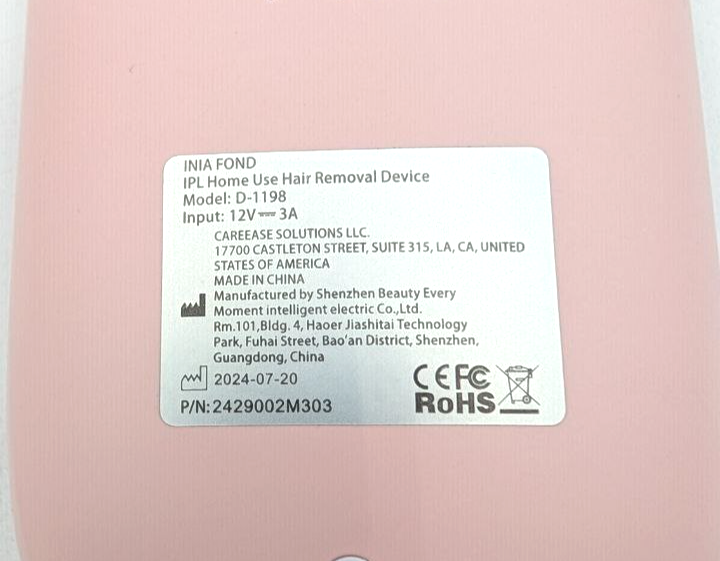 INIA FOND
IPL Home Use Hair Removal Device
Model: D-1198
Input: 12V⎓3A
CAREEASE SOLUTIONS LLC.
17700 CASTLETON STREET, SUITE 315, LA, CA, UNITED
STATES OF AMERICA
MADE IN CHINA
Manufactured by Shenzhen Beauty Every
Moment intelligent electric Co.,Ltd.
Rm.101,Bldg. 4, Haoer Jiashitai Technology
Park, Fuhai Street, Bao'an District, Shenzhen,
Guangdong, China
2024-07-20
CE FC
P/N:2429002M303
RoHS